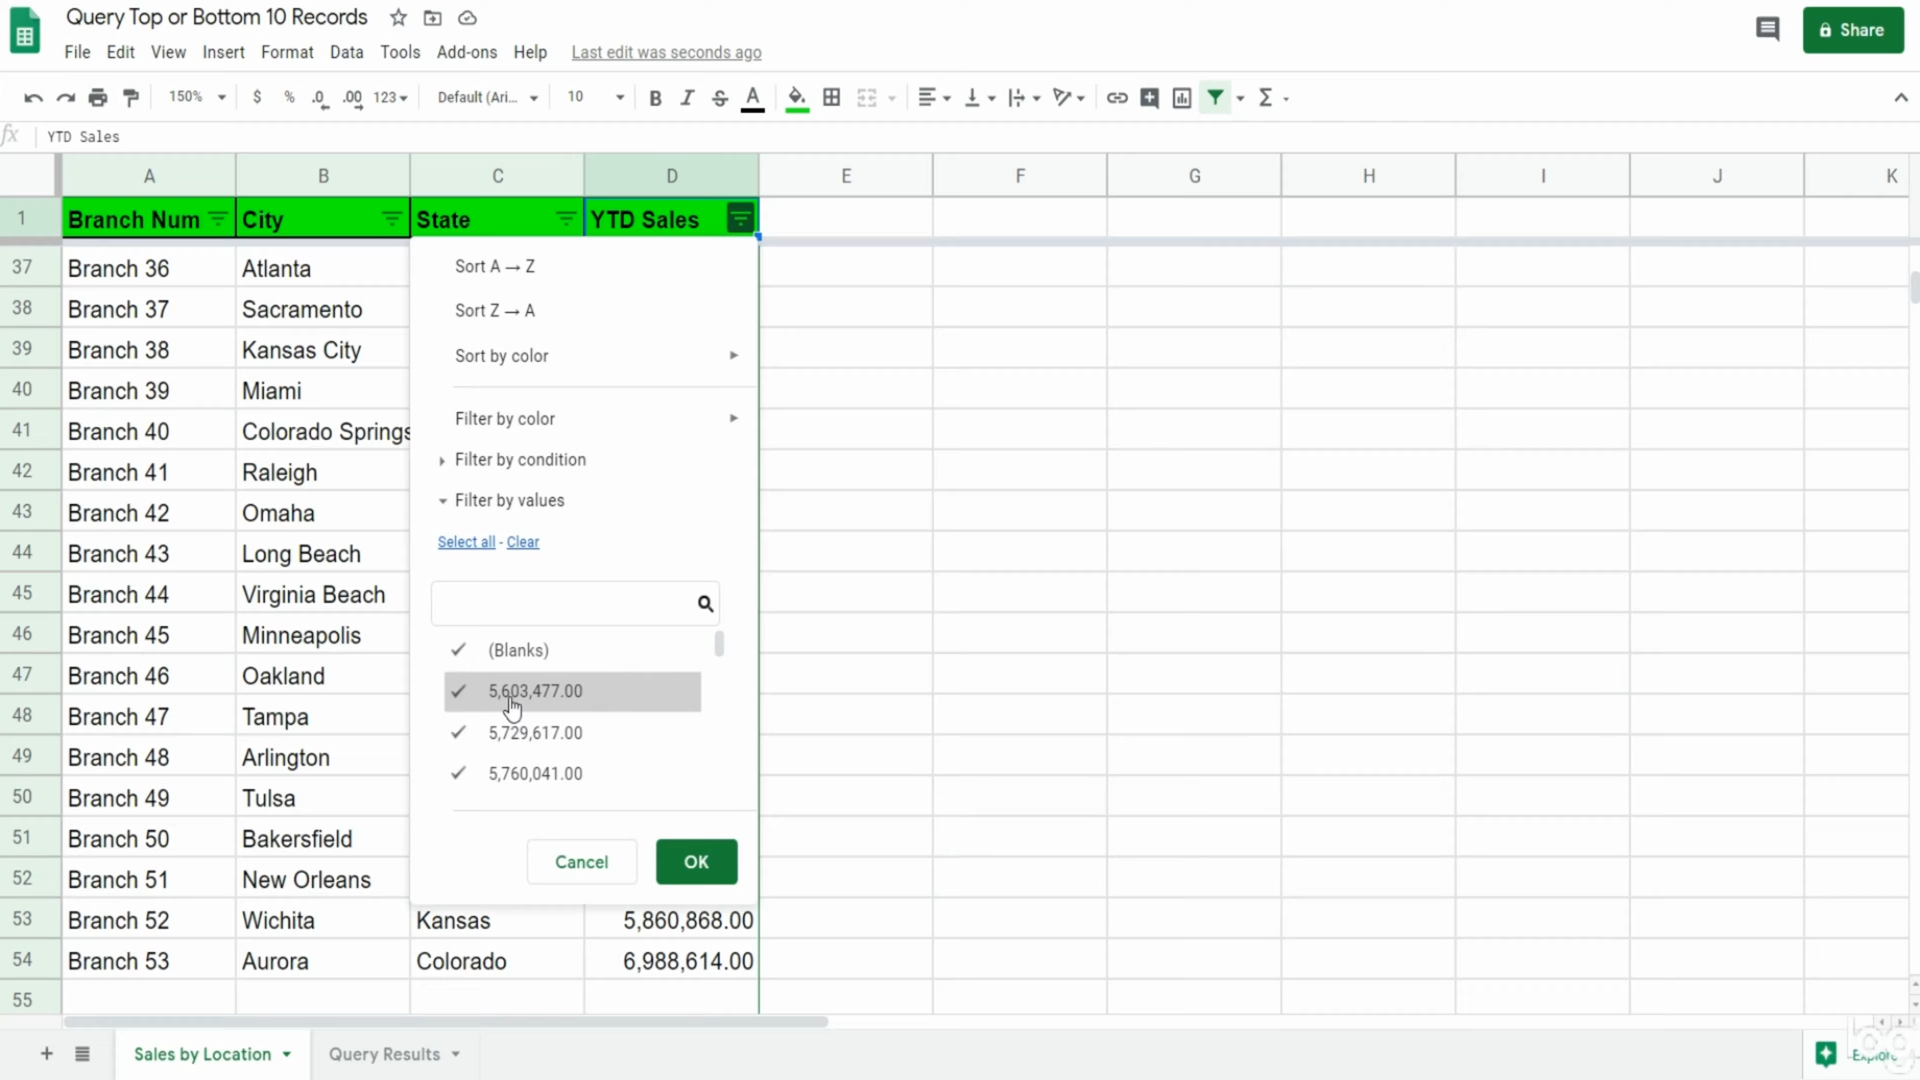 Query Top or Bottom 10 Records
File Edit View Insert Format Data Tools Add-ons Help Last edit was seconds ago
Share
150% $ % .0 .00 123 Default (Ari... 10 B I S A
fx YTD Sales
A B C D E F G H I J K
1 Branch Num City State YTD Sales
37 Branch 36 Atlanta
38 Branch 37 Sacramento
39 Branch 38 Kansas City
40 Branch 39 Miami
41 Branch 40 Colorado Springs
42 Branch 41 Raleigh
43 Branch 42 Omaha
44 Branch 43 Long Beach
45 Branch 44 Virginia Beach
46 Branch 45 Minneapolis
47 Branch 46 Oakland
48 Branch 47 Tampa
49 Branch 48 Arlington
50 Branch 49 Tulsa
51 Branch 50 Bakersfield
52 Branch 51 New Orleans
53 Branch 52 Wichita Kansas 5,860,868.00
54 Branch 53 Aurora Colorado 6,988,614.00
55
Sort A → Z
Sort Z → A
Sort by color
Filter by color
Filter by condition
Filter by values
Select all - Clear
(Blanks)
5,603,477.00
5,729,617.00
5,760,041.00
Cancel OK
Sales by Location Query Results
Explore